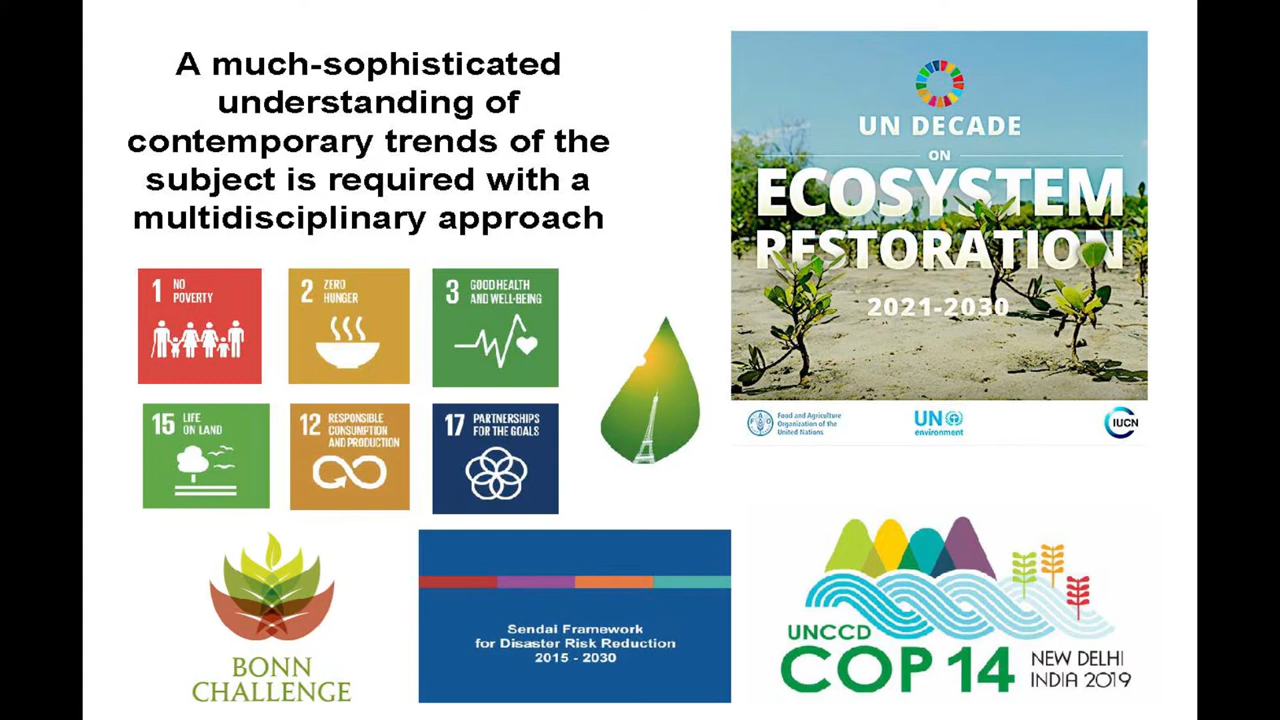 A much-sophisticated
understanding of
contemporary trends of the
subject is required with a
multidisciplinary approach
UN DECADE
ON
ECOSYSTEM
RESTORATION
2021-2030
FAO
Food and Agriculture
Organization of the
United Nations
UN
environment
IUCN
1 NO
POVERTY
2 ZERO
HUNGER
3 GOOD HEALTH
AND WELL-BEING
15 LIFE
ON LAND
12 RESPONSIBLE
CONSUMPTION
AND PRODUCTION
17 PARTNERSHIPS
FOR THE GOALS
BONN
CHALLENGE
Sendai Framework
for Disaster Risk Reduction
2015 - 2030
UNCCD
COP 14
NEW DELHI
INDIA 2019